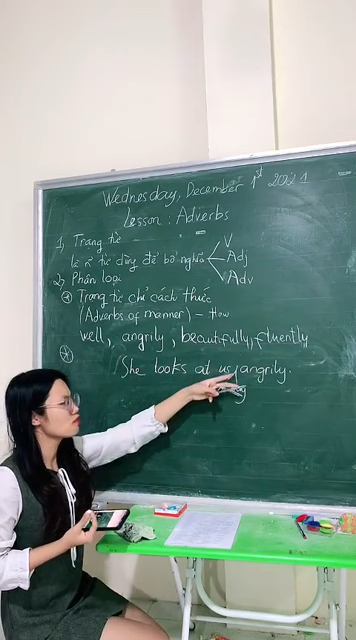 Wednesday, December 1st 2021
Lesson : Adverbs
1, Trạng từ
là n~ từ dùng để bổ nghĩa V
Adj
Adv
2, Phân loại
Trạng từ chỉ cách thức
(Adverbs of manner) - How
well, angrily, beautifully, fluently
She looks at us angrily.